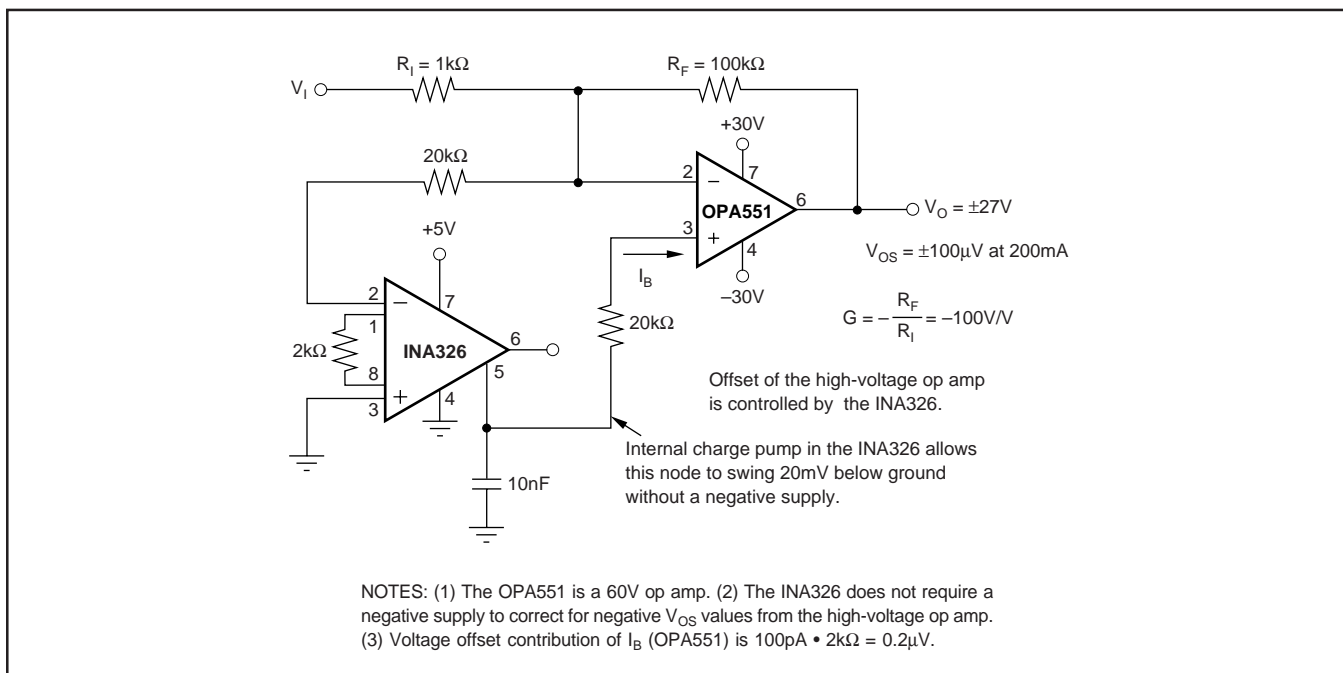 R_I = 1kΩ
R_F = 100kΩ
V_I
+30V
20kΩ
2
7
−
6
OPA551
V_O = ±27V
+5V
3
+
4
V_OS = ±100µV at 200mA
I_B
–30V
2
7
−
1
20kΩ
G = – R_F / R_I = –100V/V
6
2kΩ
INA326
8
5
+
3
4
Offset of the high-voltage op amp
is controlled by the INA326.
Internal charge pump in the INA326 allows
this node to swing 20mV below ground
without a negative supply.
10nF
NOTES: (1) The OPA551 is a 60V op amp. (2) The INA326 does not require a
negative supply to correct for negative V_OS values from the high-voltage op amp.
(3) Voltage offset contribution of I_B (OPA551) is 100pA • 2kΩ = 0.2µV.